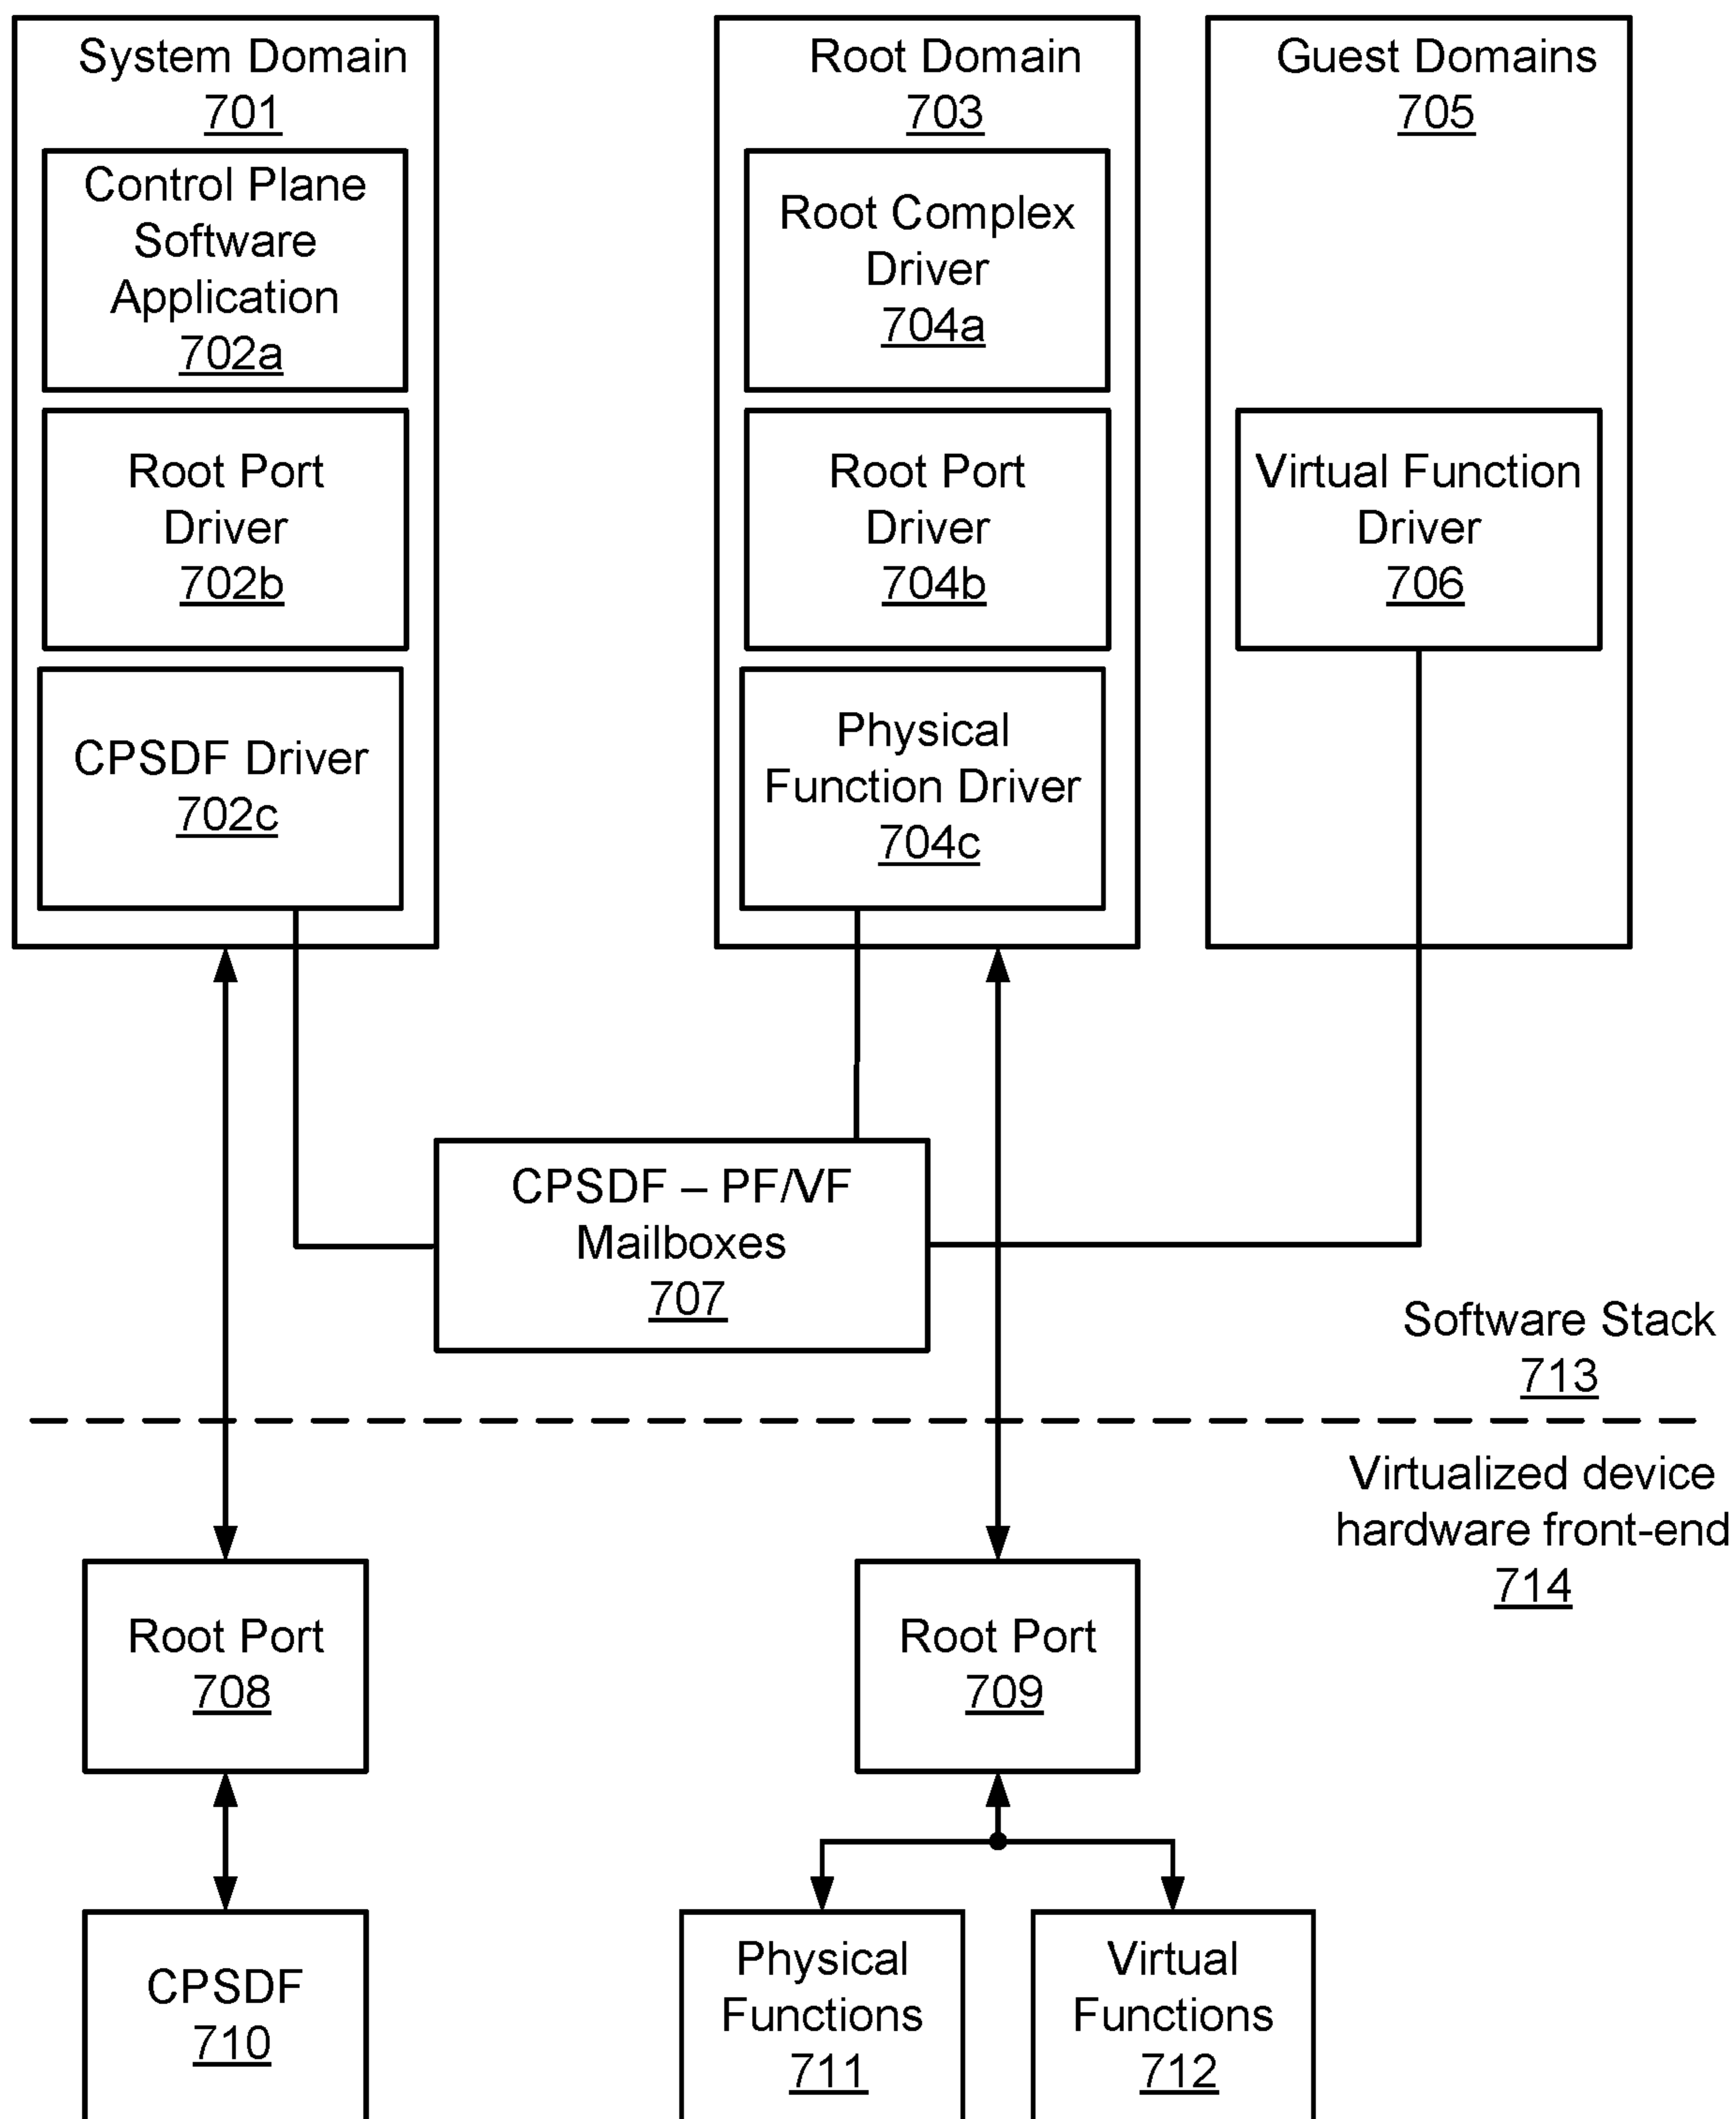 System Domain
701
Control Plane
Software
Application
702a
Root Port
Driver
702b
CPSDF Driver
702c
Root Domain
703
Root Complex
Driver
704a
Root Port
Driver
704b
Physical
Function Driver
704c
Guest Domains
705
Virtual Function
Driver
706
CPSDF – PF/VF
Mailboxes
707
Software Stack
713
Virtualized device
hardware front-end
714
Root Port
708
Root Port
709
CPSDF
710
Physical
Functions
711
Virtual
Functions
712